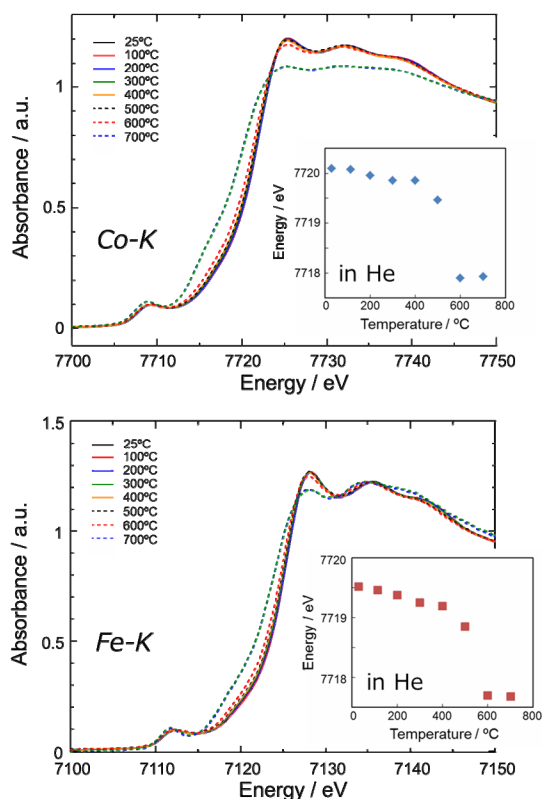 Absorbance / a.u.
1
0.5
0
25ºC
100ºC
200ºC
300ºC
400ºC
500ºC
600ºC
700ºC
Co-K
Energy / eV
7720
7719
7718
in He
0 200 400 600 800
Temperature / ºC
7700 7710 7720 7730 7740 7750
Energy / eV
Absorbance / a.u.
1.5
1
0.5
0
25ºC
100ºC
200ºC
300ºC
400ºC
500ºC
600ºC
700ºC
Fe-K
Energy / eV
7720
7719
7718
in He
0 200 400 600 800
Temperature / ºC
7100 7110 7120 7130 7140 7150
Energy / eV